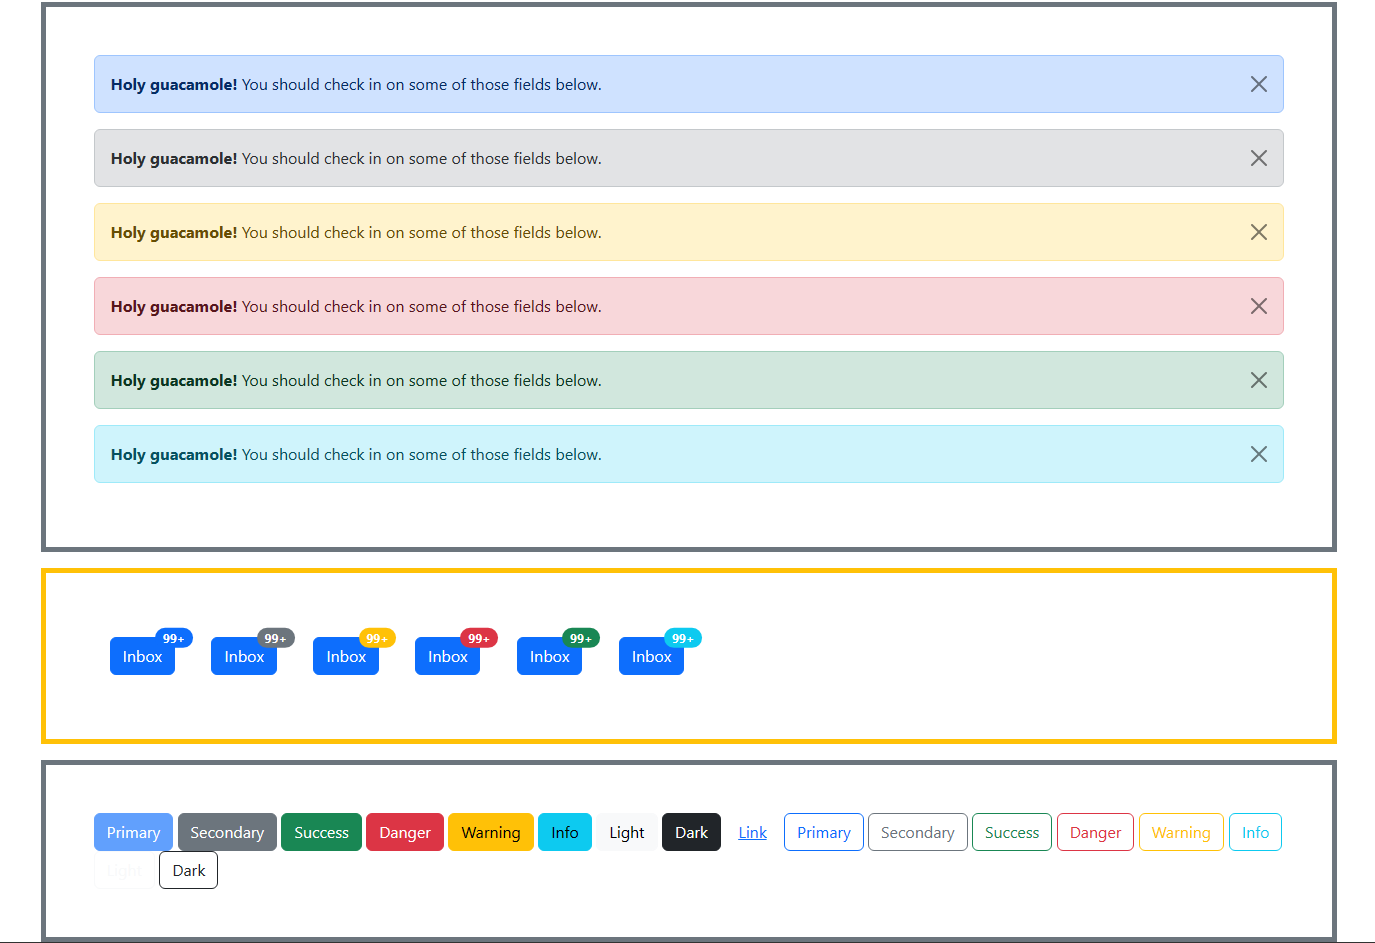 Holy guacamole! You should check in on some of those fields below.
Holy guacamole! You should check in on some of those fields below.
Holy guacamole! You should check in on some of those fields below.
Holy guacamole! You should check in on some of those fields below.
Holy guacamole! You should check in on some of those fields below.
Holy guacamole! You should check in on some of those fields below.
99+ 99+ 99+ 99+ 99+ 99+
Inbox Inbox Inbox Inbox Inbox Inbox
Primary Secondary Success Danger Warning Info Light Dark Link Primary Secondary Success Danger Warning Info
Light Dark